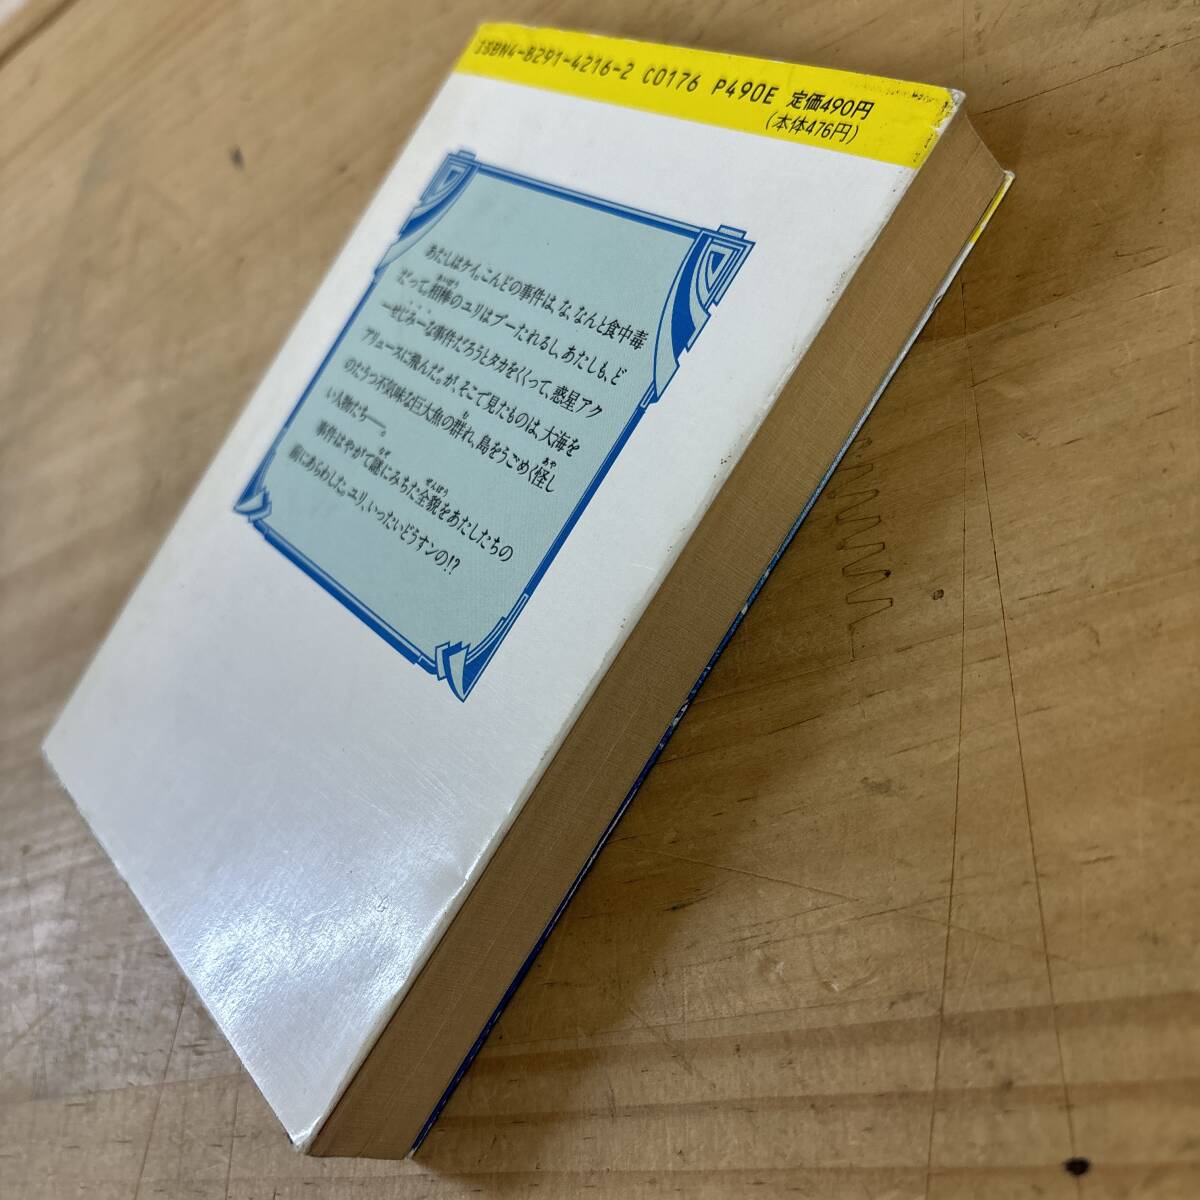 ISBN4-8291-4216-2 C0176 P490E 定価490円
(本体476円)
あたしはケイ。こんどの事件は、な、なんと食中毒
だって。相棒のユリはブーたれるし、あたしも、ど
ーせじみーな事件だろうとタカをくくって、惑星アク
アリュースに飛んだ。が、そこで見たものは、大海を
のたうつ不気味な巨大魚の群れ、島をうごめく怪し
い人物たち──。
事件はやがて謎にみちた全貌をあたしたちの
前にあらわした。ユリ、いったいどうすンの!?